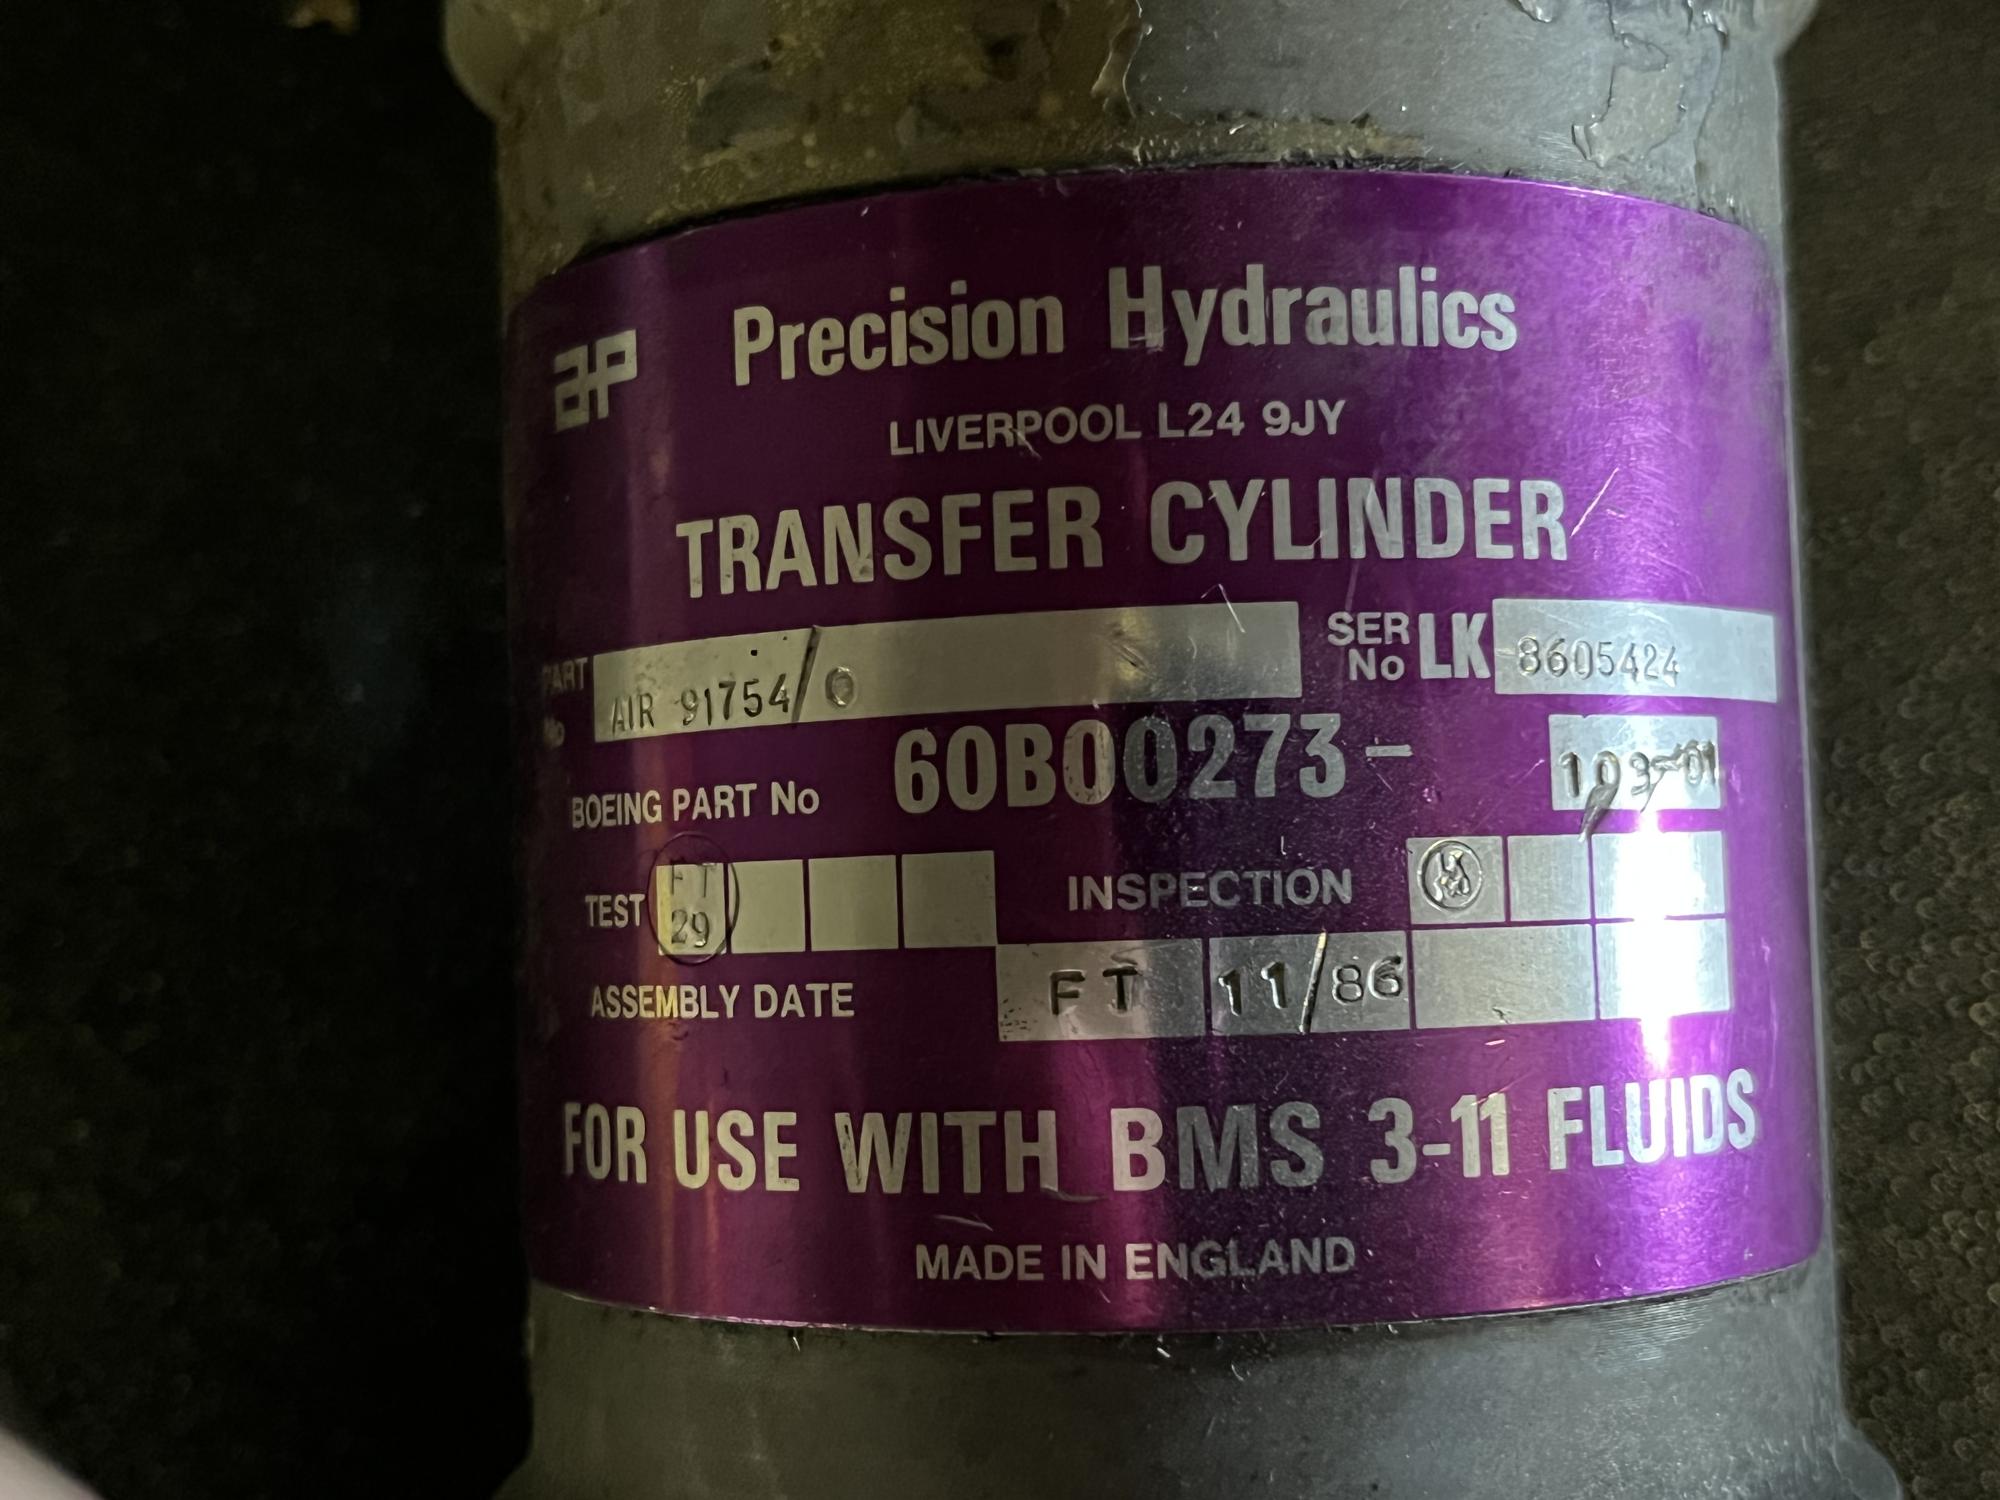 ap Precision Hydraulics
LIVERPOOL L24 9JY
TRANSFER CYLINDER
PART No AIR 91754/0 SER No LK 8605424
BOEING PART No 60B00273- 103-01
TEST FT 29 INSPECTION
ASSEMBLY DATE FT 11/86
FOR USE WITH BMS 3-11 FLUIDS
MADE IN ENGLAND